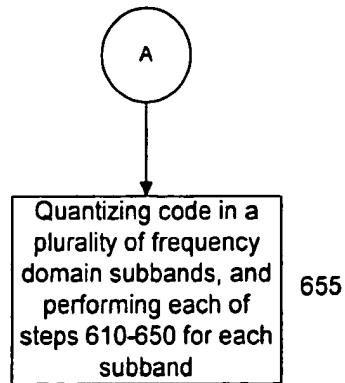 A
Quantizing code in a
plurality of frequency
domain subbands, and
performing each of
steps 610-650 for each
subband
655